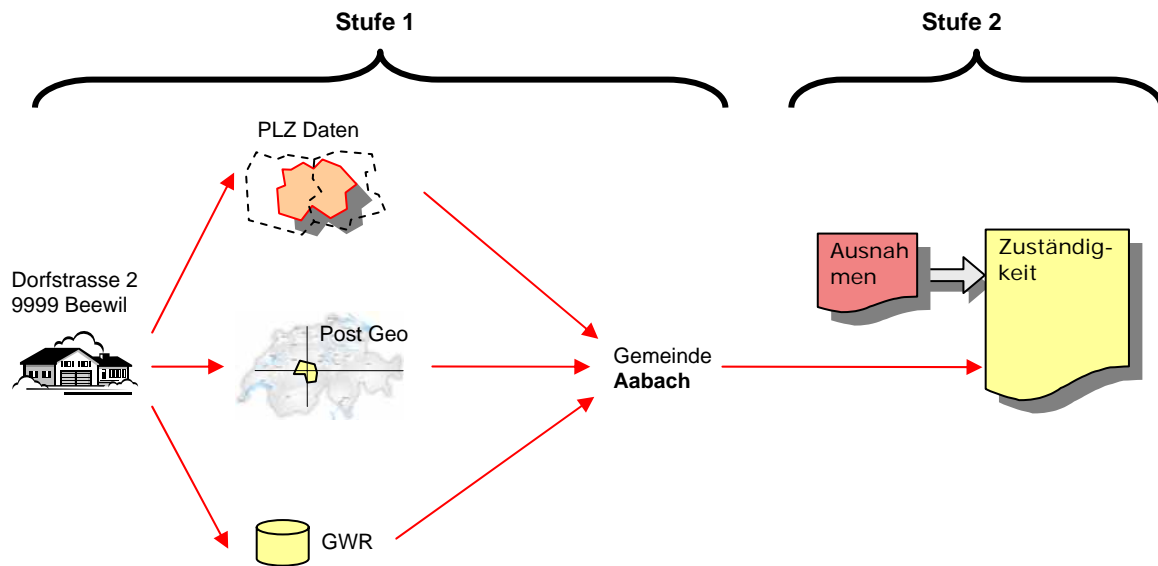 Stufe 1
Stufe 2
PLZ Daten
Dorfstrasse 2
9999 Beewil
Post Geo
GWR
Gemeinde
Aabach
Ausnah
men
Zuständig-
keit